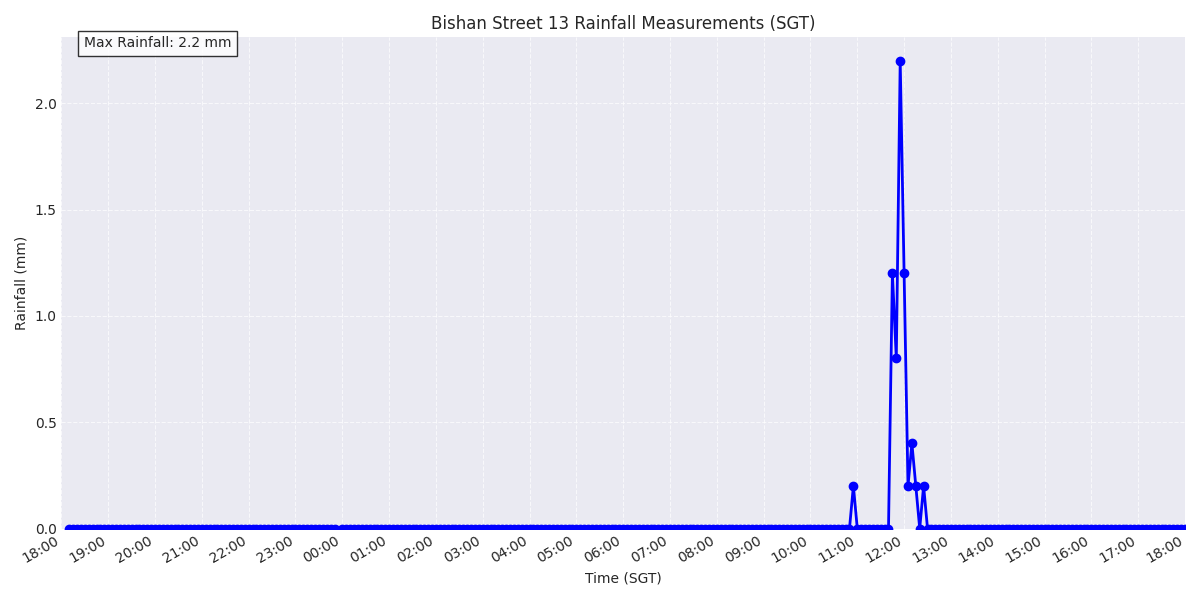 Bishan Street 13 Rainfall Measurements (SGT)
Max Rainfall: 2.2 mm
2.0
1.5
1.0
0.5
0.0
Rainfall (mm)
18:00 19:00 20:00 21:00 22:00 23:00 00:00 01:00 02:00 03:00 04:00 05:00 06:00 07:00 08:00 09:00 10:00 11:00 12:00 13:00 14:00 15:00 16:00 17:00 18:00
Time (SGT)